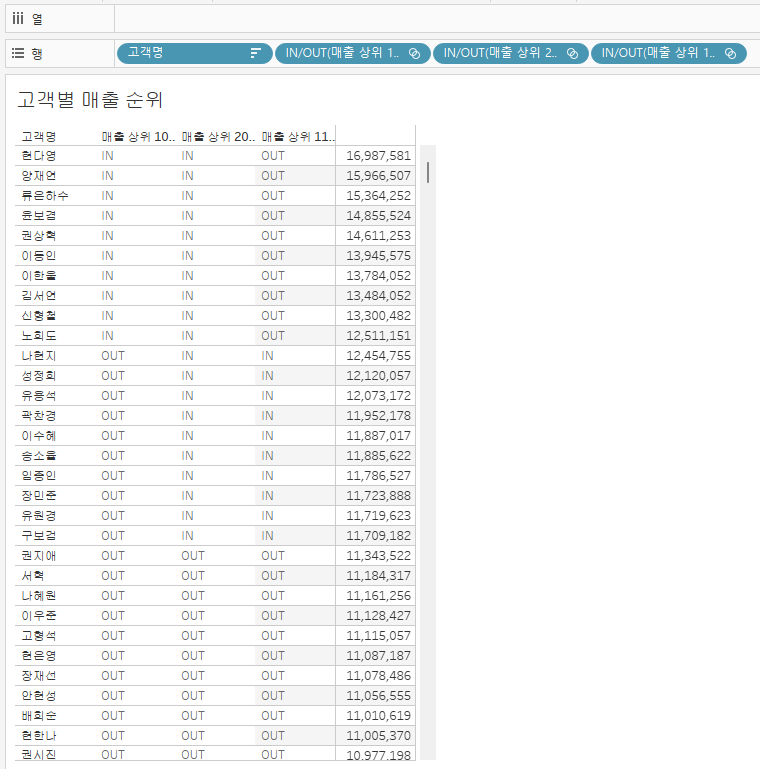 열
행 고객명 IN/OUT(매출 상위 1.. IN/OUT(매출 상위 2... IN/OUT(매출 상위 1..
고객별 매출 순위
고객명 매출 상위 10.. 매출 상위 20.. 매출 상위 11..
현다영 IN IN OUT 16,987,581
양재연 IN IN OUT 15,966,507
류은하수 IN IN OUT 15,364,252
윤보겸 IN IN OUT 14,855,524
권상혁 IN IN OUT 14,611,253
이동인 IN IN OUT 13,945,575
이한울 IN IN OUT 13,784,052
김서연 IN IN OUT 13,484,052
신형철 IN IN OUT 13,300,482
노희도 IN IN OUT 12,511,151
나현지 OUT IN IN 12,454,755
성정희 OUT IN IN 12,120,057
유웅석 OUT IN IN 12,073,172
곽찬경 OUT IN IN 11,952,178
이수혜 OUT IN IN 11,887,017
송소율 OUT IN IN 11,885,622
임종인 OUT IN IN 11,786,527
장민준 OUT IN IN 11,723,888
유원경 OUT IN IN 11,719,623
구보검 OUT IN IN 11,709,182
권지애 OUT OUT OUT 11,343,522
서혁 OUT OUT OUT 11,184,317
나혜원 OUT OUT OUT 11,161,256
이우준 OUT OUT OUT 11,128,427
고형석 OUT OUT OUT 11,115,057
현은영 OUT OUT OUT 11,087,187
장재선 OUT OUT OUT 11,078,486
안현성 OUT OUT OUT 11,056,555
배희순 OUT OUT OUT 11,010,619
현한나 OUT OUT OUT 11,005,370
권시진 OUT OUT OUT 10,977,198